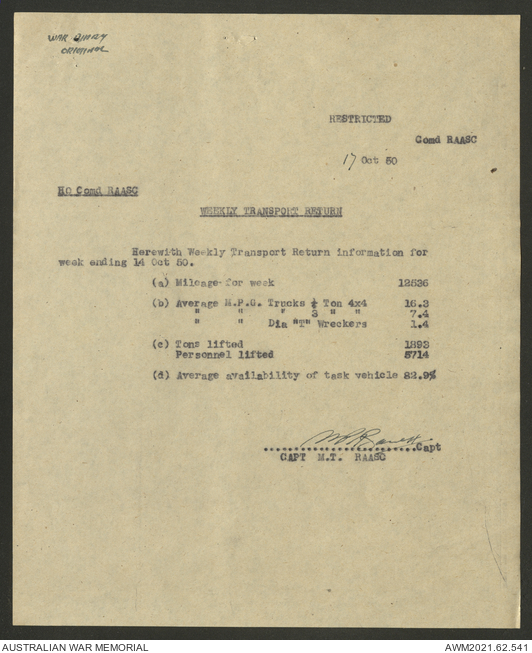 WAR DIARY
ORIGINAL
RESTRICTED
Comd RAASC
17 Oct 50
HQ Comd RAASC
WEEKLY TRANSPORT RETURN
Herewith Weekly Transport Return information for
week ending 14 Oct 50.
(a) Mileage for week 12536
(b) Average M.P.G. Trucks ¼ Ton 4x4 16.3
" " " 3 " " 7.4
" " Dia "T" Wreckers 1.4
(c) Tons lifted 1893
Personnel lifted 5714
(d) Average availability of task vehicle 82.9%
Capt
CAPT M.T. RAASC
AUSTRALIAN WAR MEMORIAL
AWM2021.62.541